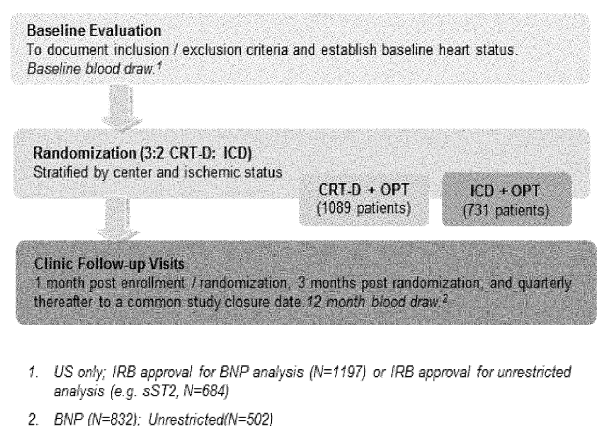 Baseline Evaluation
To document inclusion / exclusion criteria and establish baseline heart status.
Baseline blood draw.1
Randomization (3:2 CRT-D: ICD)
Stratified by center and ischemic status
CRT-D + OPT
(1089 patients)
ICD + OPT
(731 patients)
Clinic Follow-up Visits
1 month post enrollment / randomization, 3 months post randomization, and quarterly
thereafter to a common study closure date. 12 month blood draw.2
1. US only; IRB approval for BNP analysis (N=1197) or IRB approval for unrestricted
analysis (e.g. sST2, N=684)
2. BNP (N=832); Unrestricted(N=502)